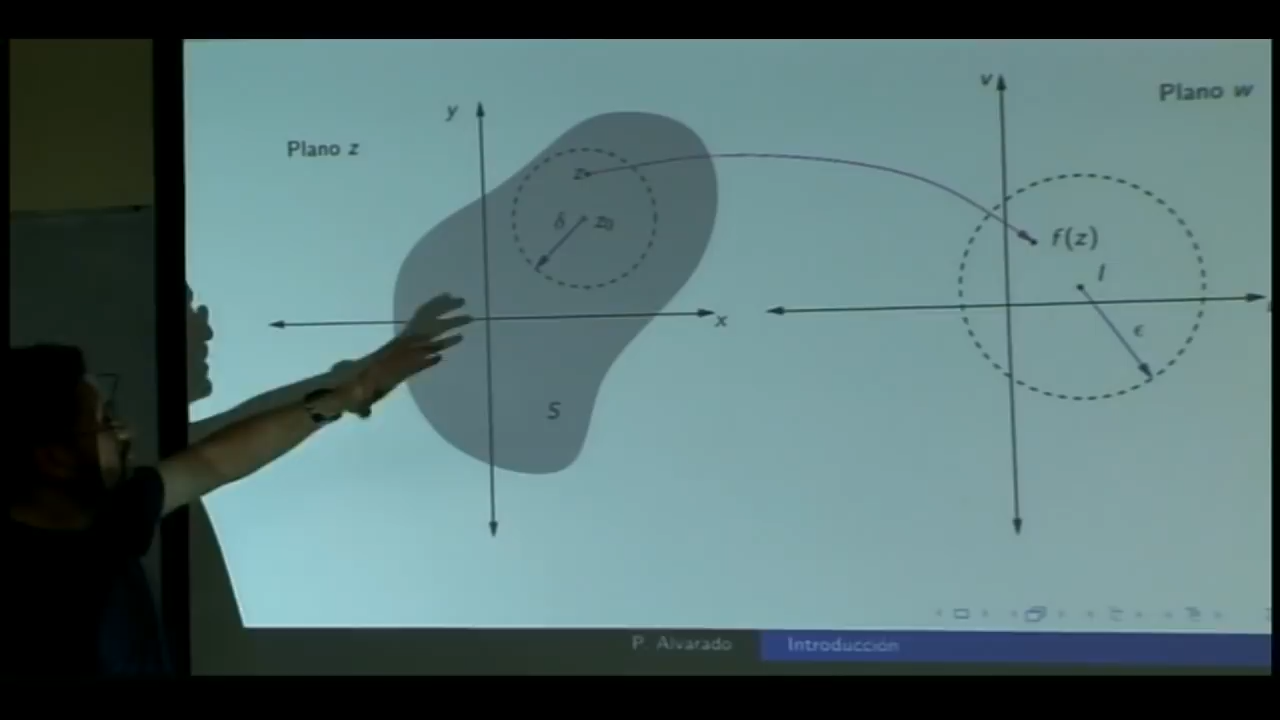 Plano z
y
z
δ z₀
x
S
v
Plano w
f(z)
l
ϵ
P. Alvarado
Introducción